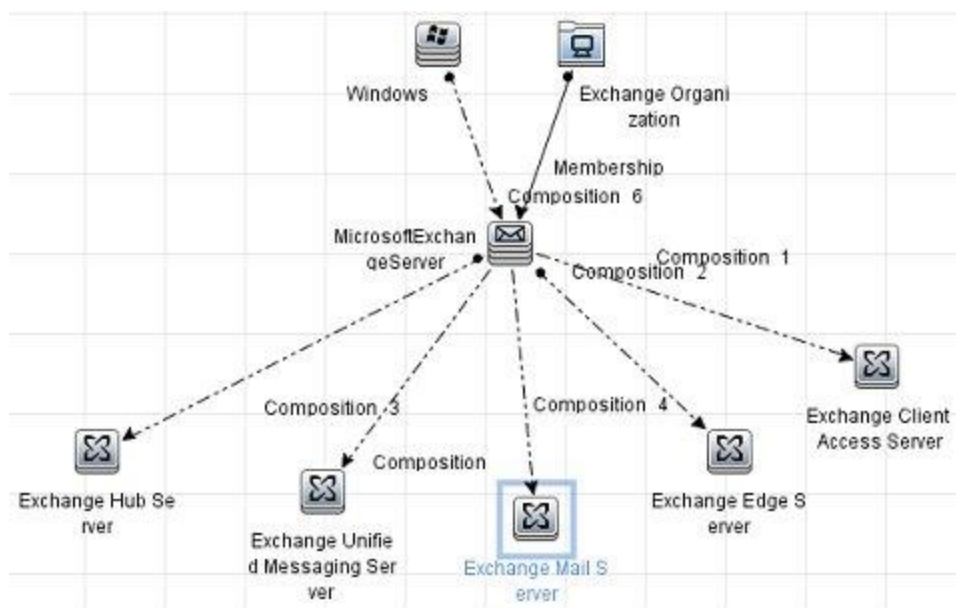 Windows
Exchange Organi
zation
Membership
Composition 6
MicrosoftExchan
geServer
Composition 1
Composition 2
Composition 3
Composition 4
Exchange Client
Access Server
Composition
Exchange Hub Se
rver
Exchange Edge S
erver
Exchange Unifie
d Messaging Ser
ver
Exchange Mail S
erver